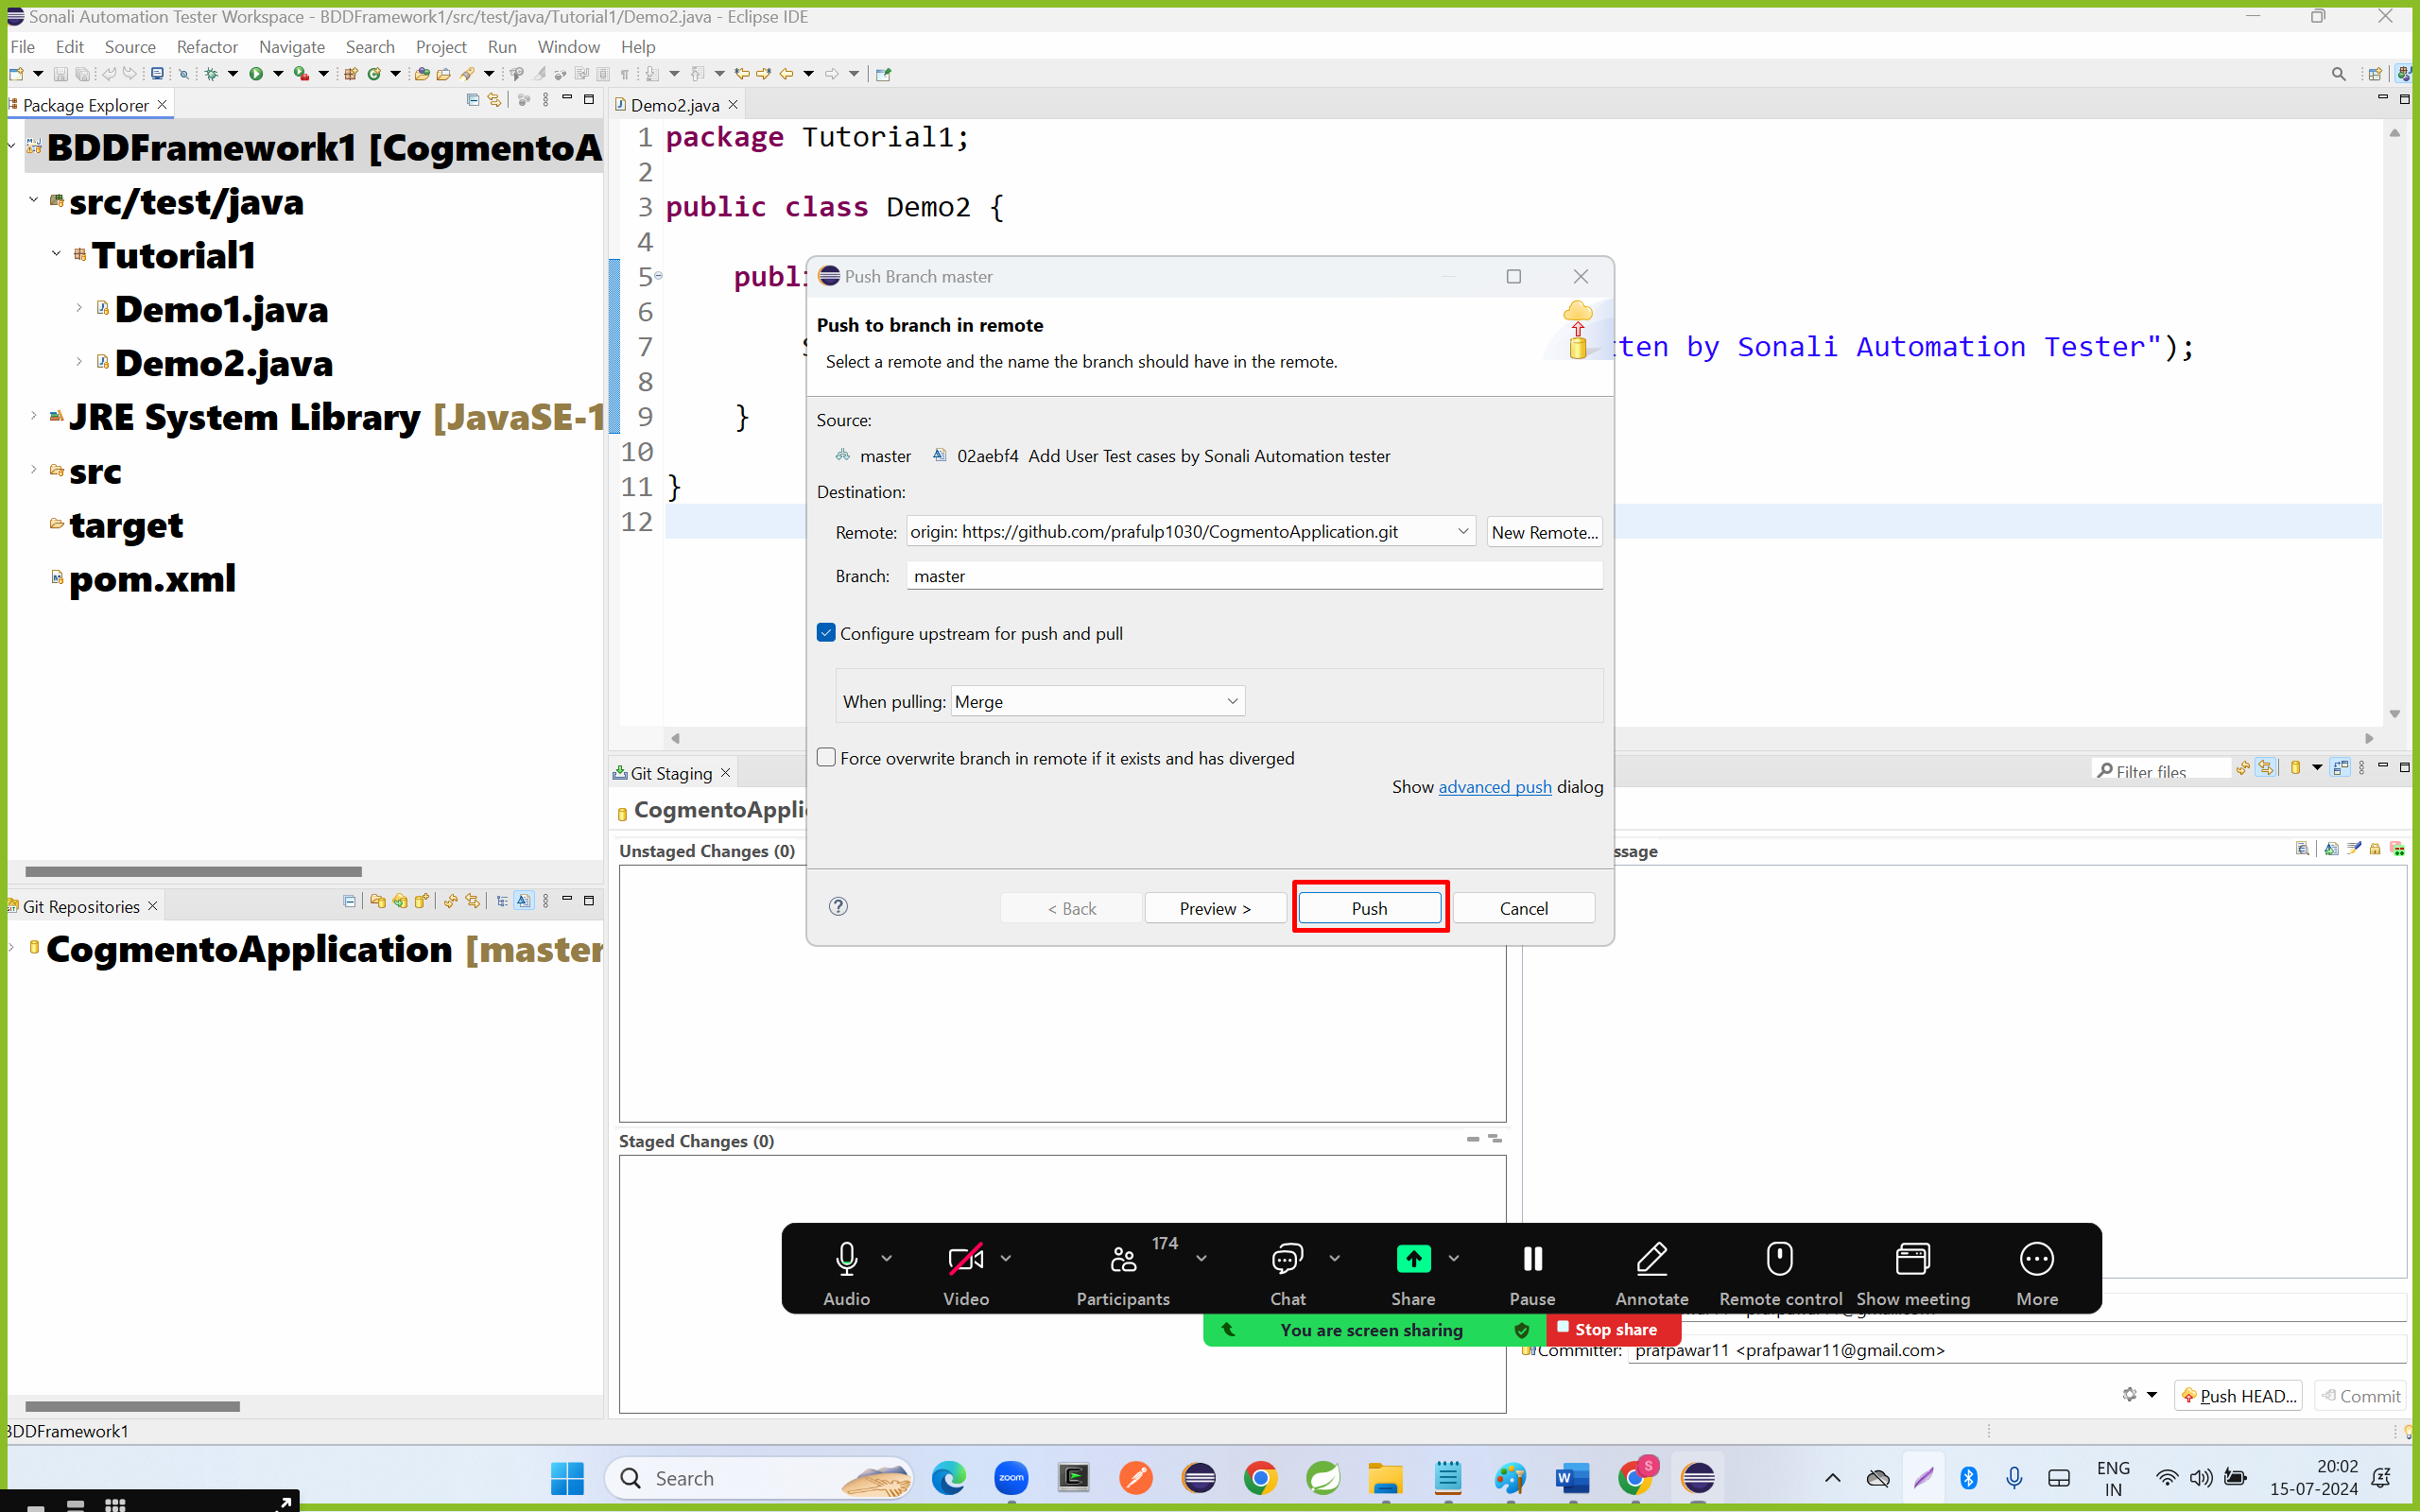 Sonali Automation Tester Workspace - BDDFramework1/src/test/java/Tutorial1/Demo2.java - Eclipse IDE
File Edit Source Refactor Navigate Search Project Run Window Help
Package Explorer
BDDFramework1 [CogmentoA
src/test/java
Tutorial1
Demo1.java
Demo2.java
JRE System Library [JavaSE-1
src
target
pom.xml
Git Repositories
CogmentoApplication [master
Demo2.java
1 package Tutorial1;
2
3 public class Demo2 {
4
5 publi
6
7 tten by Sonali Automation Tester");
8
9 }
10
11 }
12
Push Branch master
Push to branch in remote
Select a remote and the name the branch should have in the remote.
Source:
master 02aebf4 Add User Test cases by Sonali Automation tester
Destination:
Remote: origin: https://github.com/prafulp1030/CogmentoApplication.git New Remote...
Branch: master
Configure upstream for push and pull
When pulling: Merge
Force overwrite branch in remote if it exists and has diverged
Show advanced push dialog
< Back Preview > Push Cancel
Git Staging
Filter files
CogmentoAppli
Unstaged Changes (0)
ssage
Staged Changes (0)
174
Audio Video Participants Chat Share Pause Annotate Remote control Show meeting More
You are screen sharing Stop share
Committer: prafpawar11 <prafpawar11@gmail.com>
Push HEAD... Commit
BDDFramework1
Search
zoom
S
ENG
IN
20:02
15-07-2024